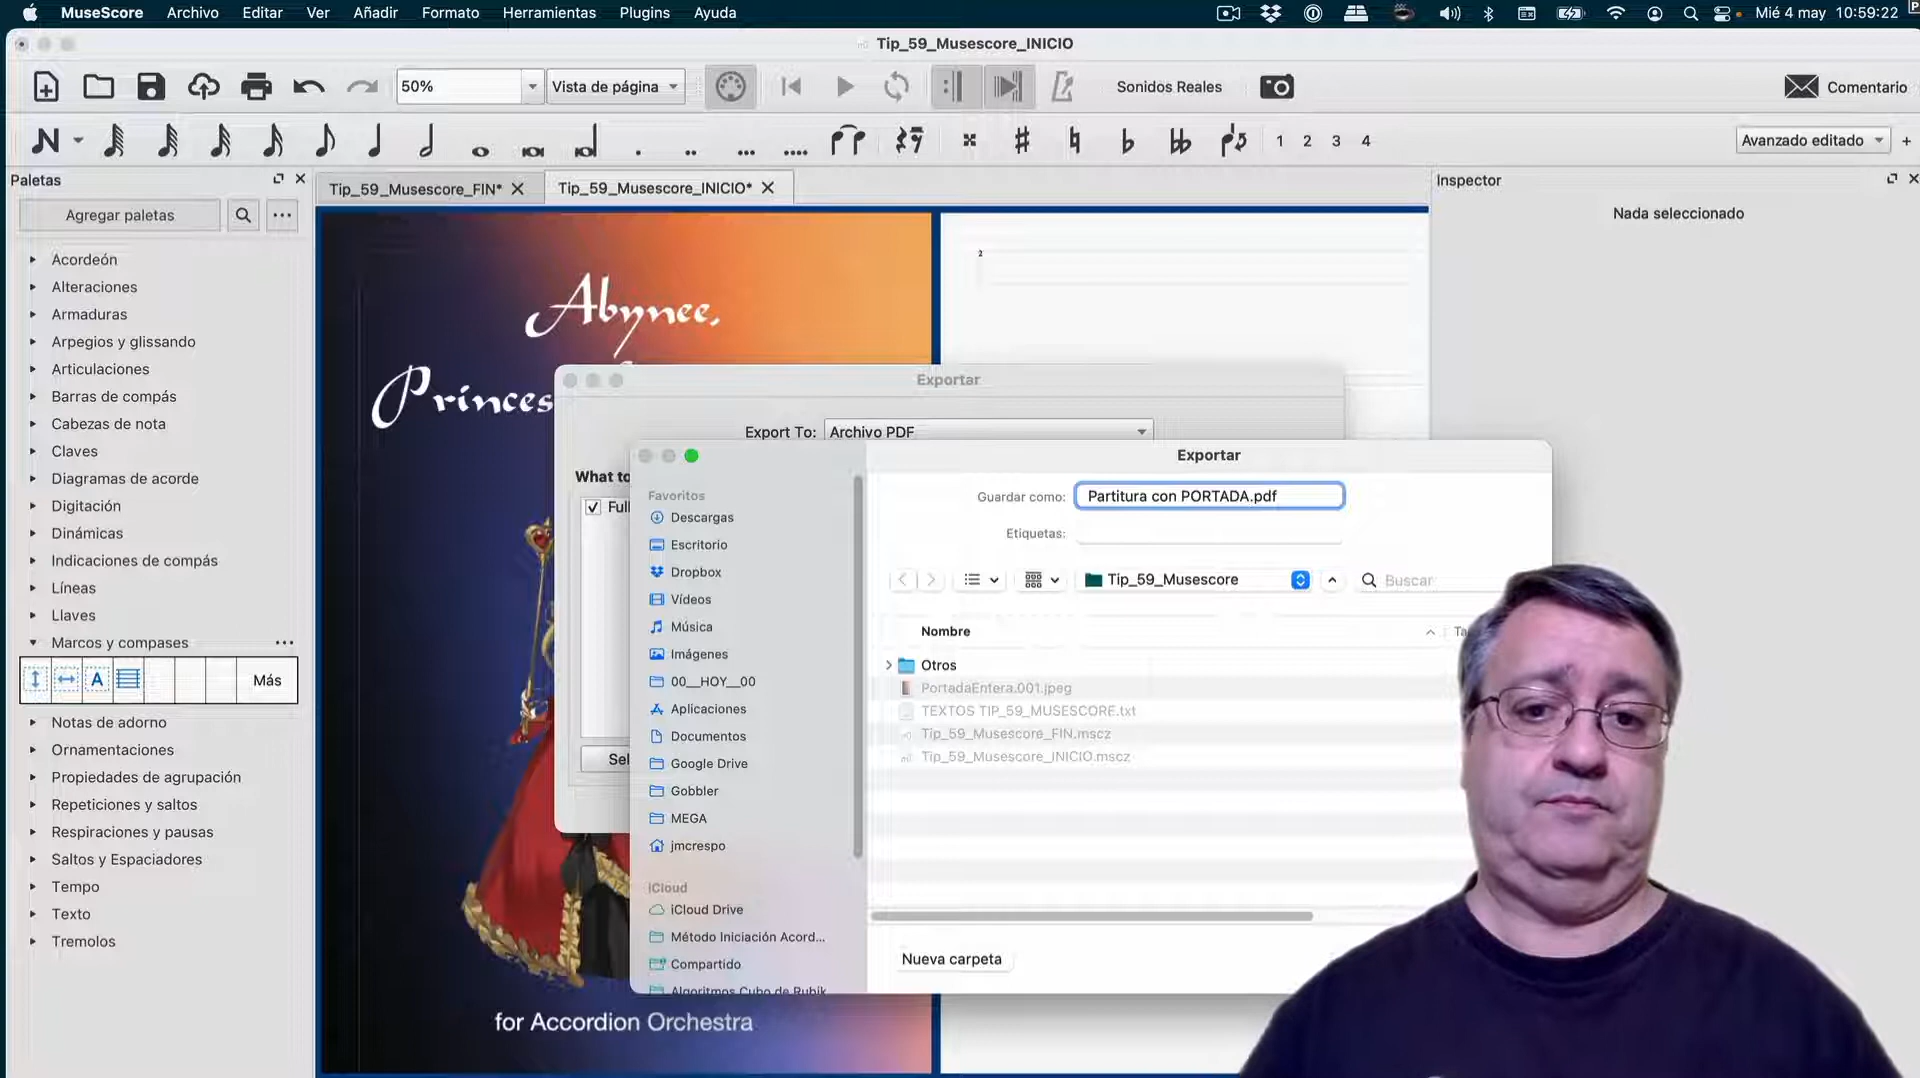 MuseScore Archivo Editar Ver Añadir Formato Herramientas Plugins Ayuda Mié 4 may 10:59:22
Tip_59_Musescore_INICIO
50% Vista de página Sonidos Reales Comentario
1 2 3 4 Avanzado editado +
Paletas
Tip_59_Musescore_FIN* Tip_59_Musescore_INICIO*
Inspector
Agregar paletas
Nada seleccionado
Acordeón
Alteraciones
Armaduras
Arpegios y glissando
Articulaciones
Barras de compás
Cabezas de nota
Claves
Diagramas de acorde
Digitación
Dinámicas
Indicaciones de compás
Líneas
Llaves
Marcos y compases
A Más
Notas de adorno
Ornamentaciones
Propiedades de agrupación
Repeticiones y saltos
Respiraciones y pausas
Saltos y Espaciadores
Tempo
Texto
Tremolos
Abynee,
Princes
for Accordion Orchestra
2
Exportar
Export To: Archivo PDF
What to
Full
Sel
Exportar
Guardar como: Partitura con PORTADA.pdf
Etiquetas:
Tip_59_Musescore Buscar
Favoritos
Descargas
Escritorio
Dropbox
Vídeos
Música
Imágenes
00__HOY__00
Aplicaciones
Documentos
Google Drive
Gobbler
MEGA
jmcrespo
iCloud
iCloud Drive
Método Iniciación Acord...
Compartido
Algoritmos Cubo de Rubik
Nombre Ta
Otros
PortadaEntera.001.jpeg
TEXTOS TIP_59_MUSESCORE.txt
Tip_59_Musescore_FIN.mscz
Tip_59_Musescore_INICIO.mscz
Nueva carpeta